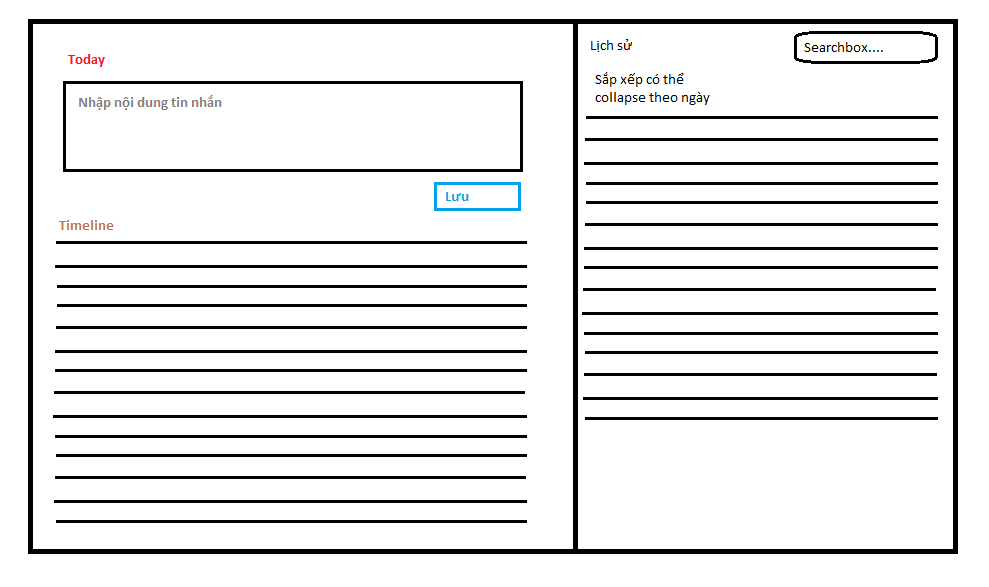 Today
Nhập nội dung tin nhắn
Lưu
Timeline
Lịch sử
Searchbox....
Sắp xếp có thể
collapse theo ngày